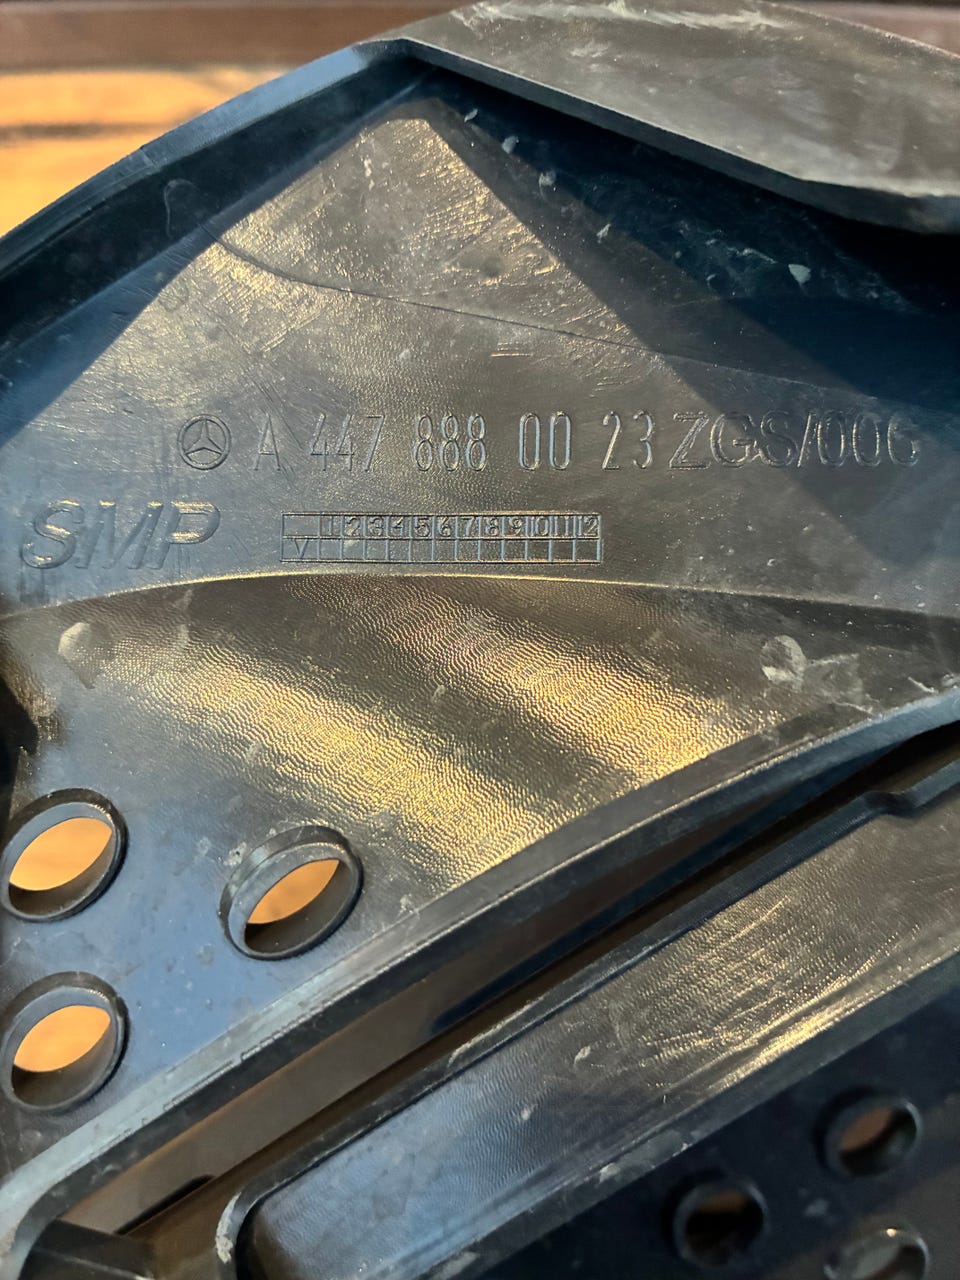 A 447 888 00 23 ZGS/006
SMP
1 2 3 4 5 6 7 8 9 10 11 12
V